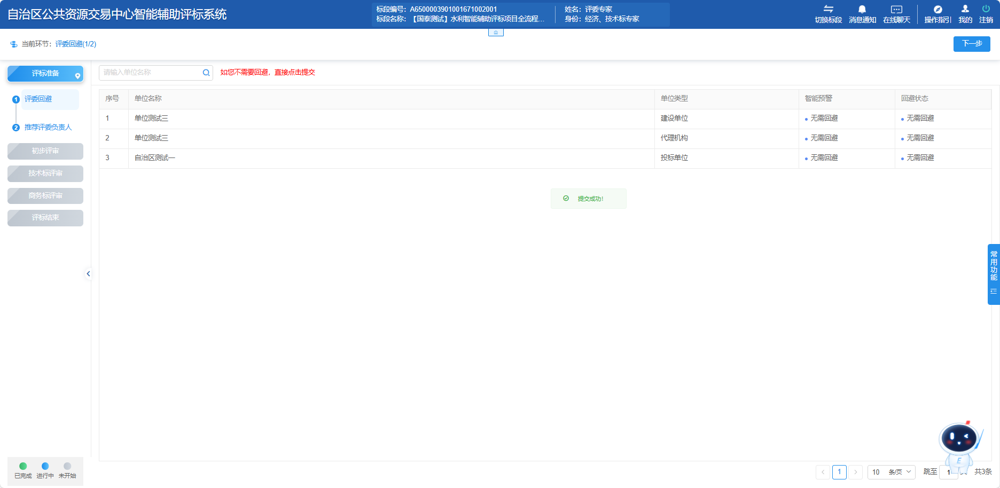 自治区公共资源交易中心智能辅助评标系统
标段编号：A6500003901001671002001
标段名称：【国泰测试】水利智能辅助评标项目全流程...
姓名：评委专家
身份：经济、技术标专家
切换标段
消息通知
在线聊天
操作指引
我的
注销
当前环节：评委回避(1/2)
下一步
评标准备
1 评委回避
2 推荐评委负责人
初步评审
技术标评审
商务标评审
评标结束
请输入单位名称
如您不需要回避，直接点击提交
序号 单位名称 单位类型 智能预警 回避状态
1 单位测试三 建设单位 无需回避 无需回避
2 单位测试三 代理机构 无需回避 无需回避
3 自治区测试一 投标单位 无需回避 无需回避
提交成功！
常用功能
E
已完成 进行中 未开始
1 10 条/页 跳至 1 共3条